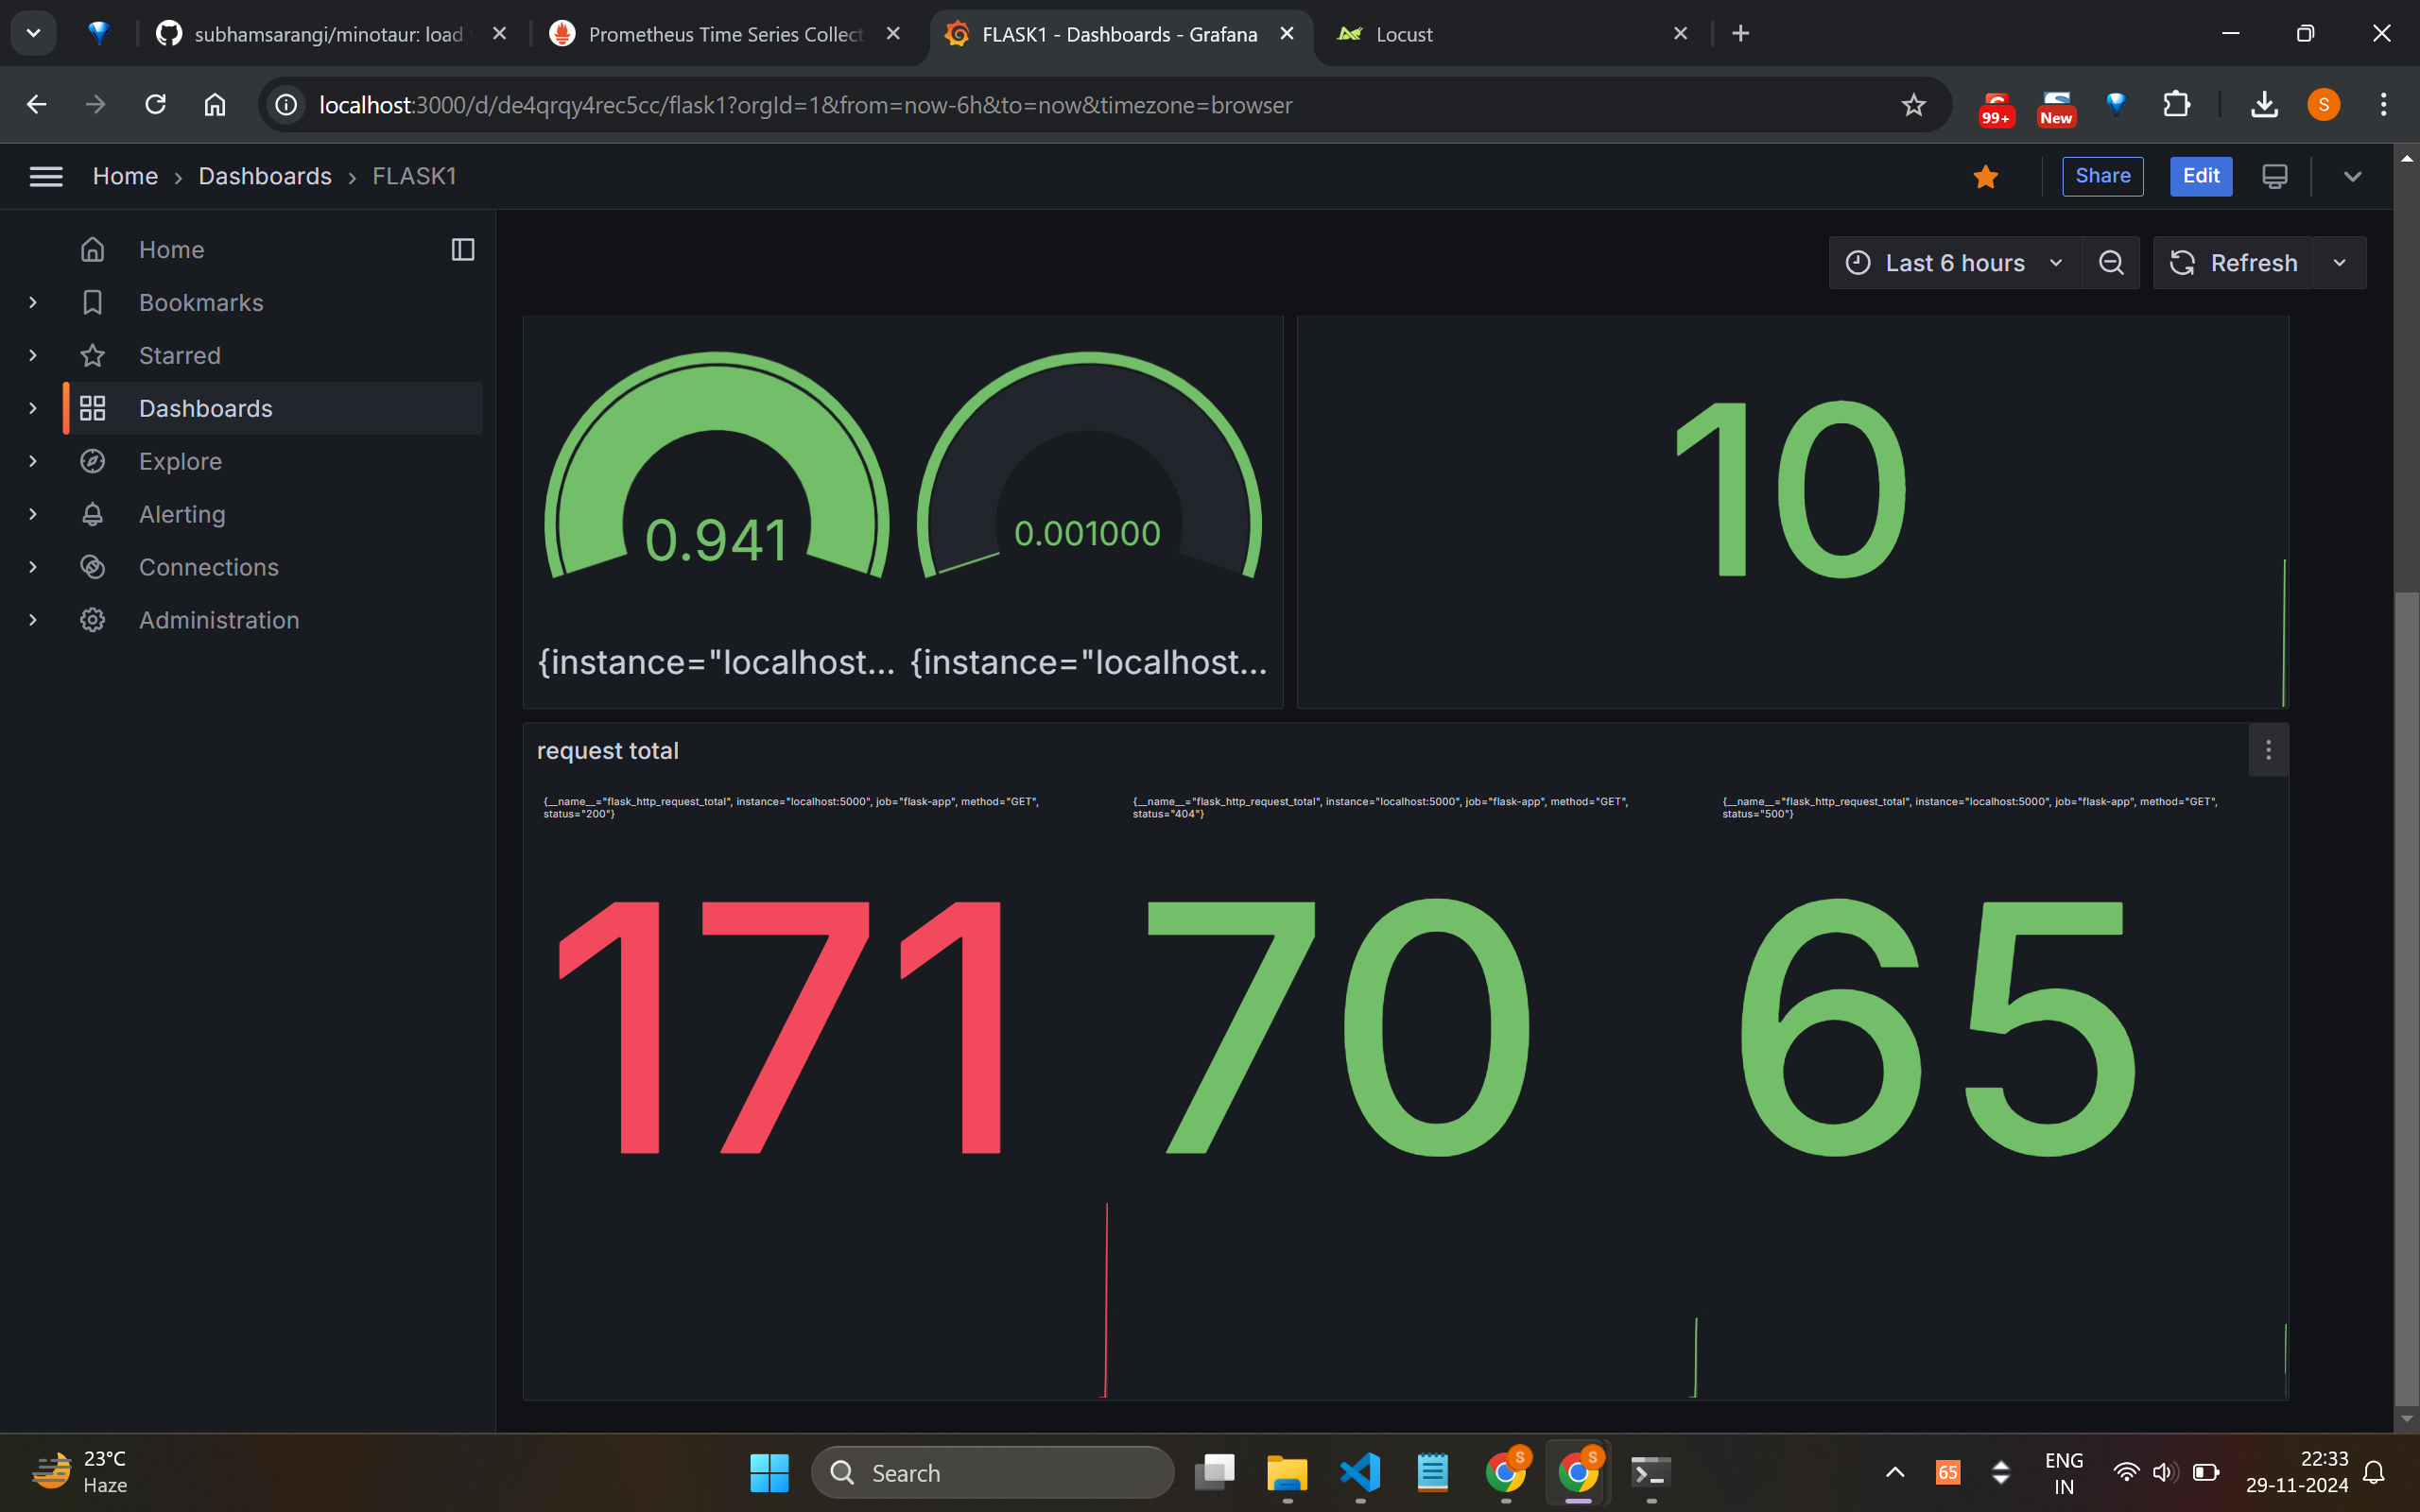 subhamsarangi/minotaur: load
Prometheus Time Series Collect
FLASK1 - Dashboards - Grafana
Locust
localhost:3000/d/de4qrqy4rec5cc/flask1?orgId=1&from=now-6h&to=now&timezone=browser
99+
New
S
Home › Dashboards › FLASK1
Share
Edit
Home
Bookmarks
Starred
Dashboards
Explore
Alerting
Connections
Administration
Last 6 hours
Refresh
0.941
0.001000
{instance="localhost... {instance="localhost...
10
request total
{__name__="flask_http_request_total", instance="localhost:5000", job="flask-app", method="GET",
status="200"}
171
{__name__="flask_http_request_total", instance="localhost:5000", job="flask-app", method="GET",
status="404"}
70
{__name__="flask_http_request_total", instance="localhost:5000", job="flask-app", method="GET",
status="500"}
65
23°C
Haze
Search
S
S
65
ENG
IN
22:33
29-11-2024